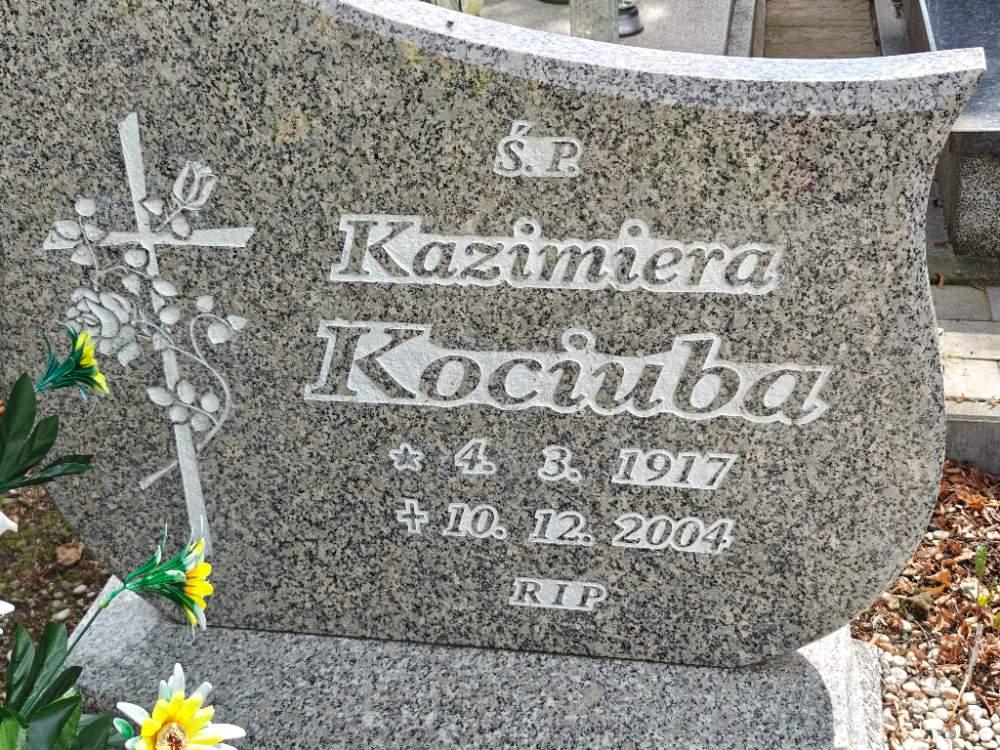 Ś.P.
Kazimiera
Kociuba
☆ 4. 3. 1917
✝ 10. 12. 2004
RIP